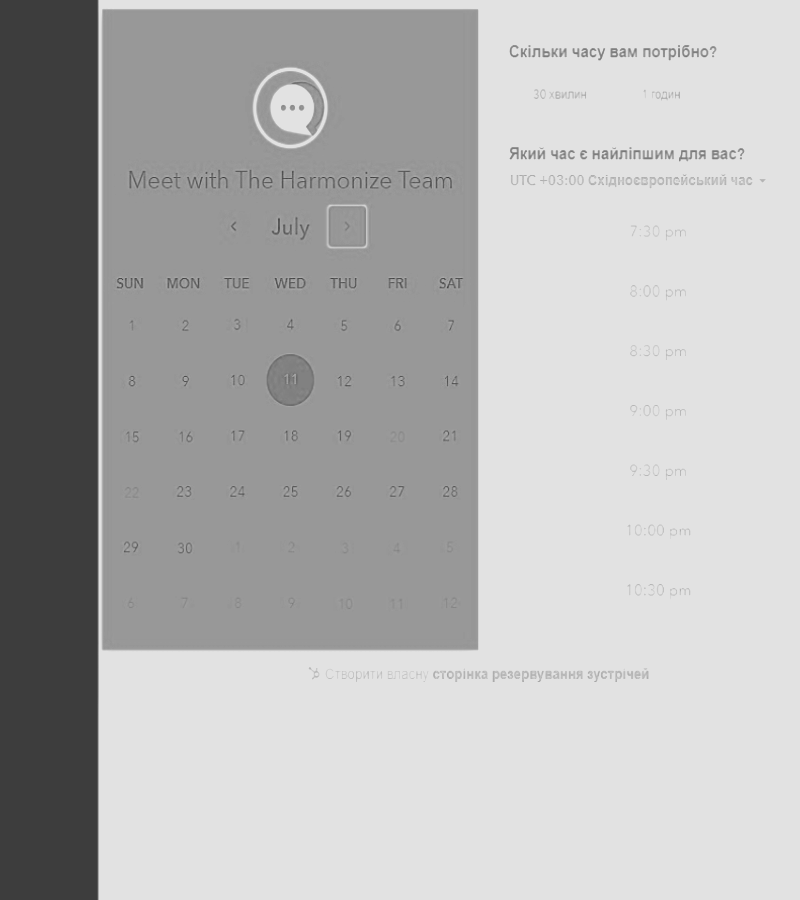 Meet with The Harmonize Team
July
SUN MON TUE WED THU FRI SAT
1 2 3 4 5 6 7
8 9 10 11 12 13 14
15 16 17 18 19 20 21
22 23 24 25 26 27 28
29 30 1 2 3 4 5
6 7 8 9 10 11 12
Скільки часу вам потрібно?
30 хвилин 1 годин
Який час є найліпшим для вас?
UTC +03:00 Східноєвропейський час
7:30 pm
8:00 pm
8:30 pm
9:00 pm
9:30 pm
10:00 pm
10:30 pm
Створити власну сторінка резервування зустрічей